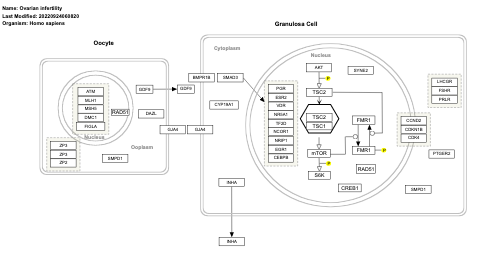 Name: Ovarian infertility
Last Modified: 20220924060820
Organism: Homo sapiens
Granulosa Cell
Oocyte
Cytoplasm
Nucleus
ATM
MLH1
MSH5
DMC1
FIGLA
RAD51
DAZL
Nucleus
Ooplasm
ZP3
ZP3
ZP2
SMPD1
GDF9
GDF9
GJA4
GJA4
BMPR1B
SMAD3
CYP19A1
PGR
ESR2
VDR
NR5A1
TF2D
NCOR1
NRIP1
EGR1
CEBPB
AKT
P
TSC2
TSC2
TSC1
mTOR
P
S6K
SYNE2
FMR1
FMR1
P
RAD51
CREB1
LHCGR
FSHR
PRLR
CCND2
CDKN1B
CDK4
PTGER2
SMPD1
INHA
INHA